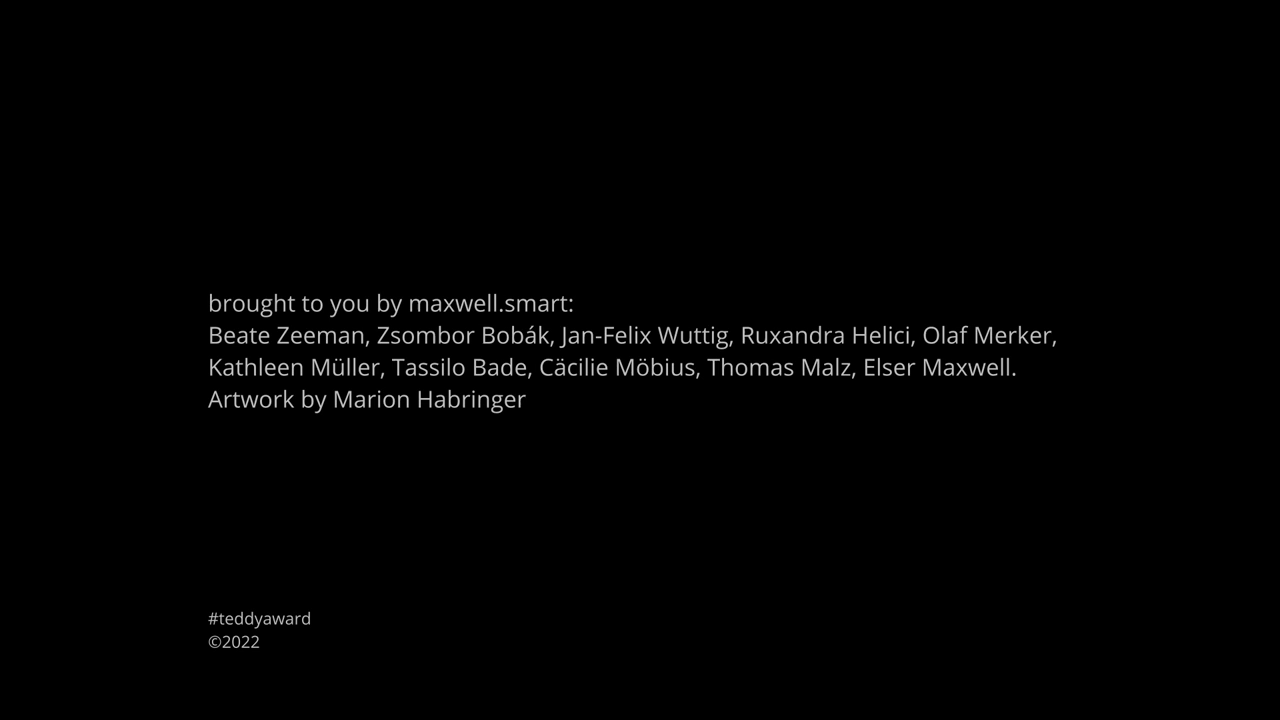 brought to you by maxwell.smart:
Beate Zeeman, Zsombor Bobák, Jan-Felix Wuttig, Ruxandra Helici, Olaf Merker,
Kathleen Müller, Tassilo Bade, Cäcilie Möbius, Thomas Malz, Elser Maxwell.
Artwork by Marion Habringer
#teddyaward
©2022